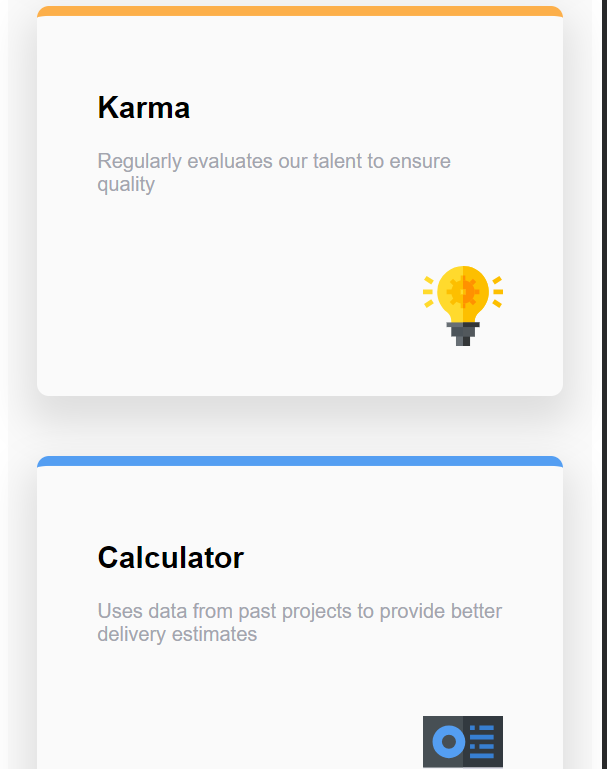 Karma
Regularly evaluates our talent to ensure
quality
Calculator
Uses data from past projects to provide better
delivery estimates